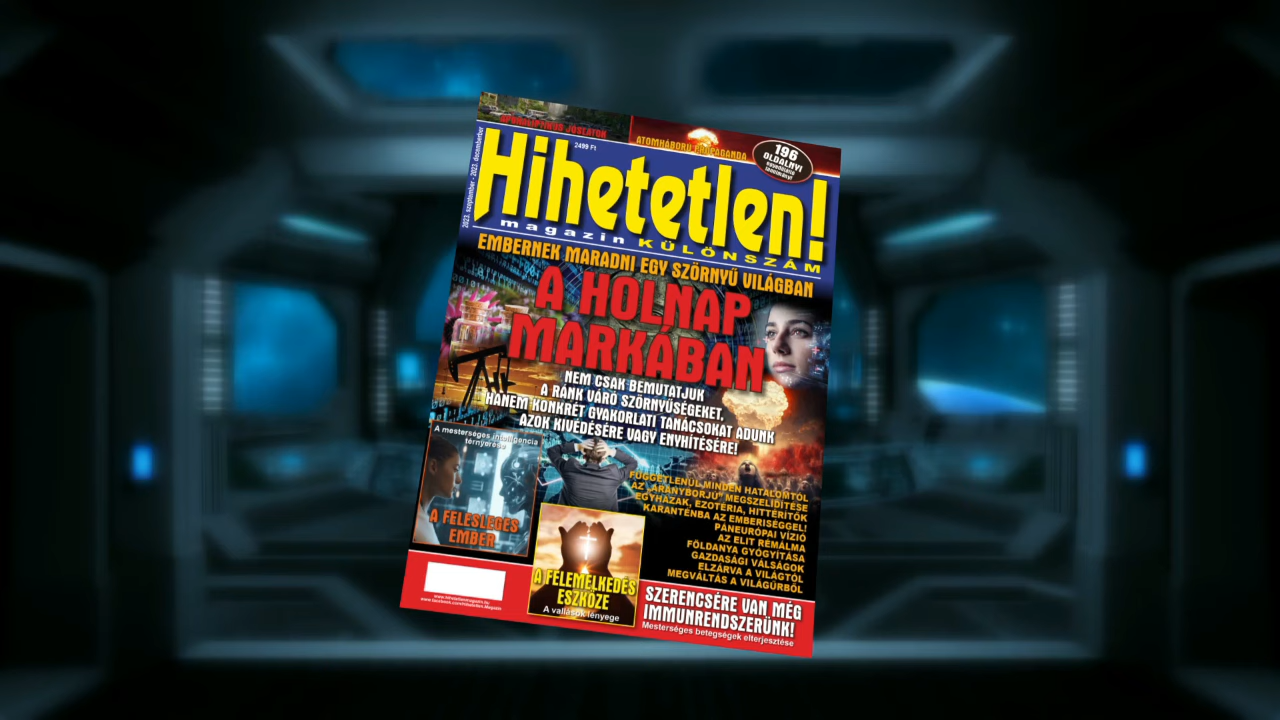 APOKALIPTIKUS JÓSLATOK
ATOMHÁBORÚ PROPAGANDA
196
OLDALNYI
2499 Ft
2023. szeptember - 2023. december
Hihetetlen!
magazin KÜLÖNSZÁM
EMBERNEK MARADNI EGY SZÖRNYŰ VILÁGBAN
A HOLNAP
MARKÁBAN
NEM CSAK BEMUTATJUK
A RÁNK VÁRÓ SZÖRNYŰSÉGEKET,
HANEM KONKRÉT GYAKORLATI TANÁCSOKAT ADUNK
AZOK KIVÉDÉSÉRE VAGY ENYHÍTÉSÉRE!
A mesterséges intelligencia
térnyerése
A FELESLEGES
EMBER
FÜGGETLENÜL MINDEN HATALOMTÓL
AZ „ARANYBORJÚ” MEGSZELÍDÍTÉSE
EGYHÁZAK, EZOTÉRIA, HITTÉRÍTŐK
KARANTÉNBA AZ EMBERISÉGGEL!
PÁNEURÓPAI VÍZIÓ
AZ ELIT RÉMÁLMA
FÖLDANYA GYÓGYÍTÁSA
GAZDASÁGI VÁLSÁGOK
ELZÁRVA A VILÁGTÓL
MEGVÁLTÁS A VILÁGŰRBŐL
A FELEMELKEDÉS
ESZKÖZE
A vallások lényege
SZERENCSÉRE VAN MÉG
IMMUNRENDSZERÜNK!
Mesterséges betegségek elterjesztése